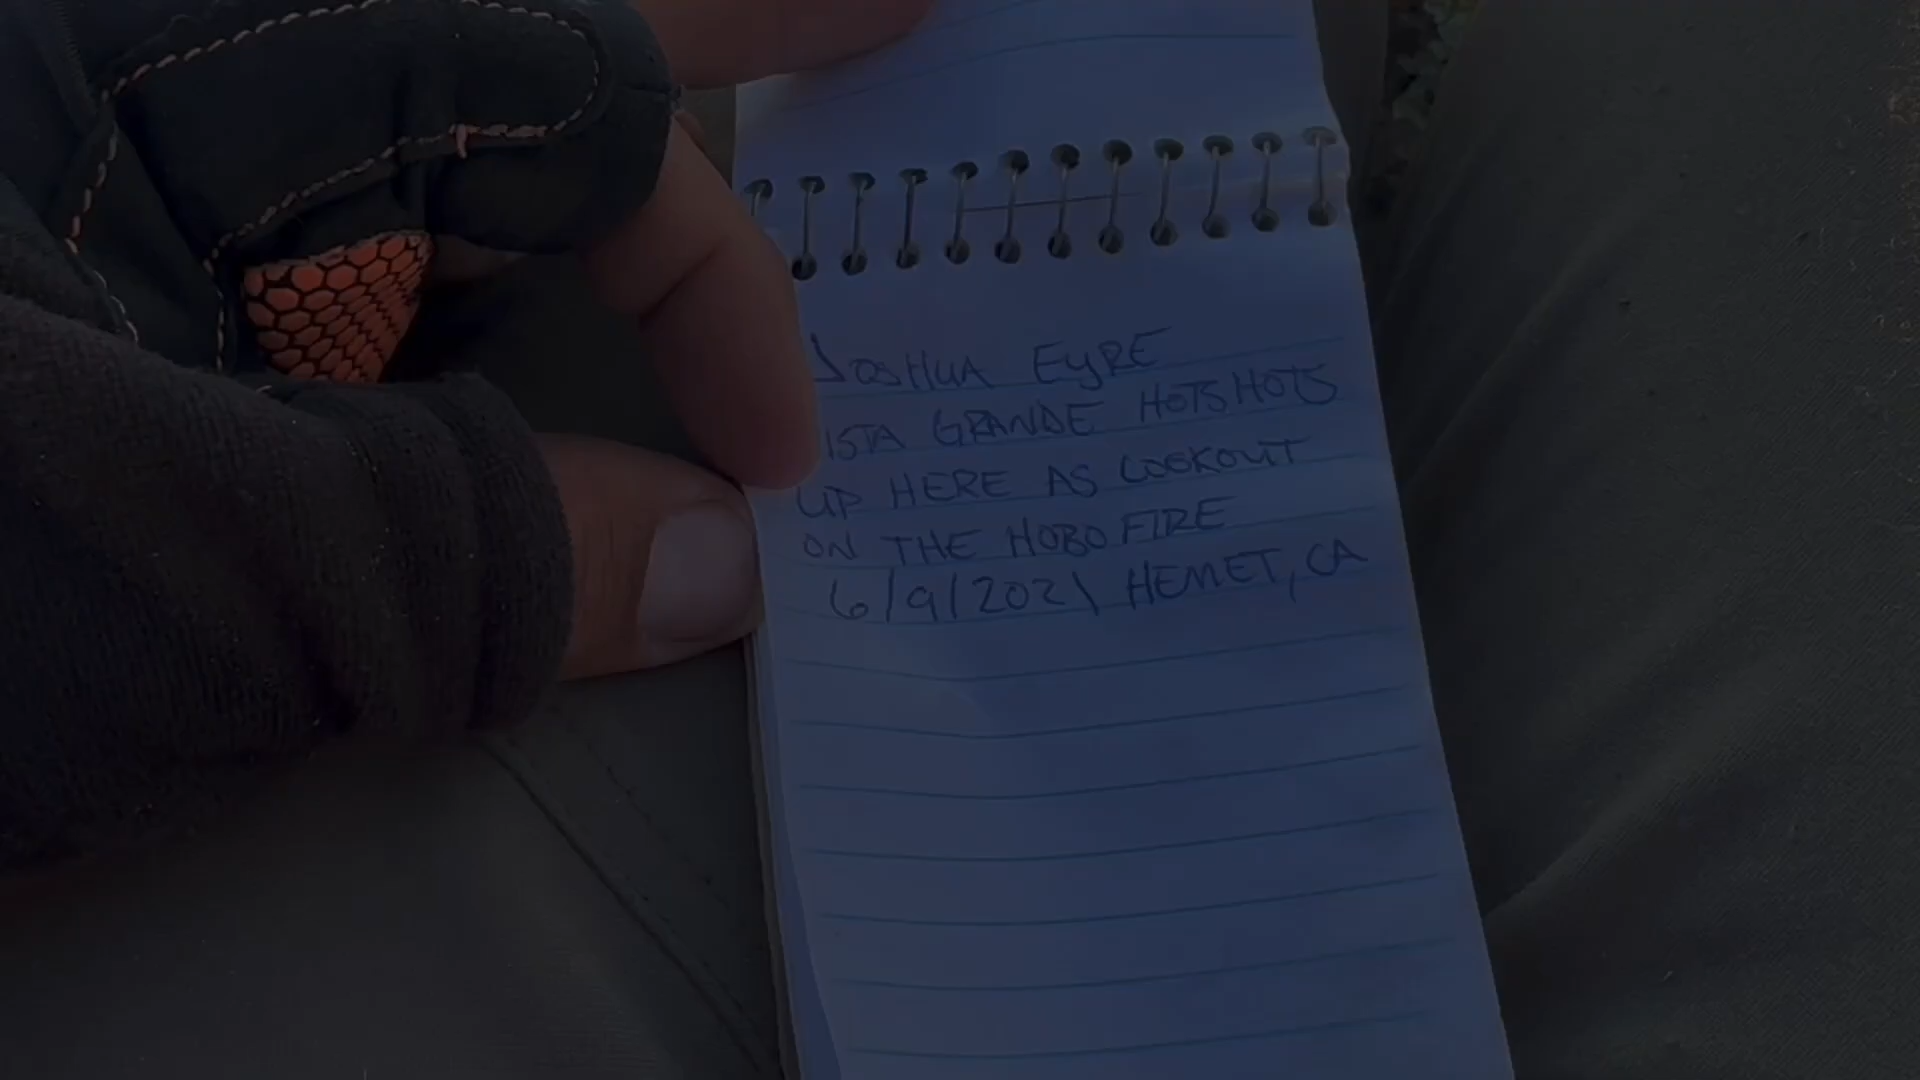 JOSHUA EYRE
ISTA GRANDE HOTSHOTS
UP HERE AS LOOKOUT
ON THE HOBO FIRE
6/9/2021 HEMET, CA